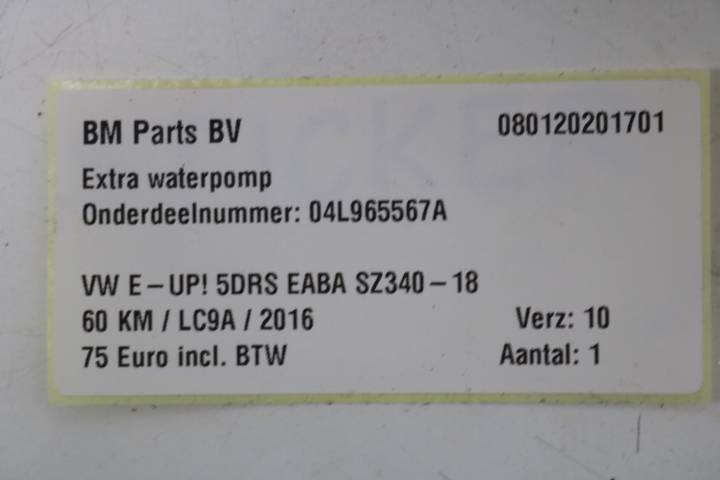 BM Parts BV 080120201701
Extra waterpomp
Onderdeelnummer: 04L965567A
VW E-UP! 5DRS EABA SZ340-18
60 KM / LC9A / 2016 Verz: 10
75 Euro incl. BTW Aantal: 1